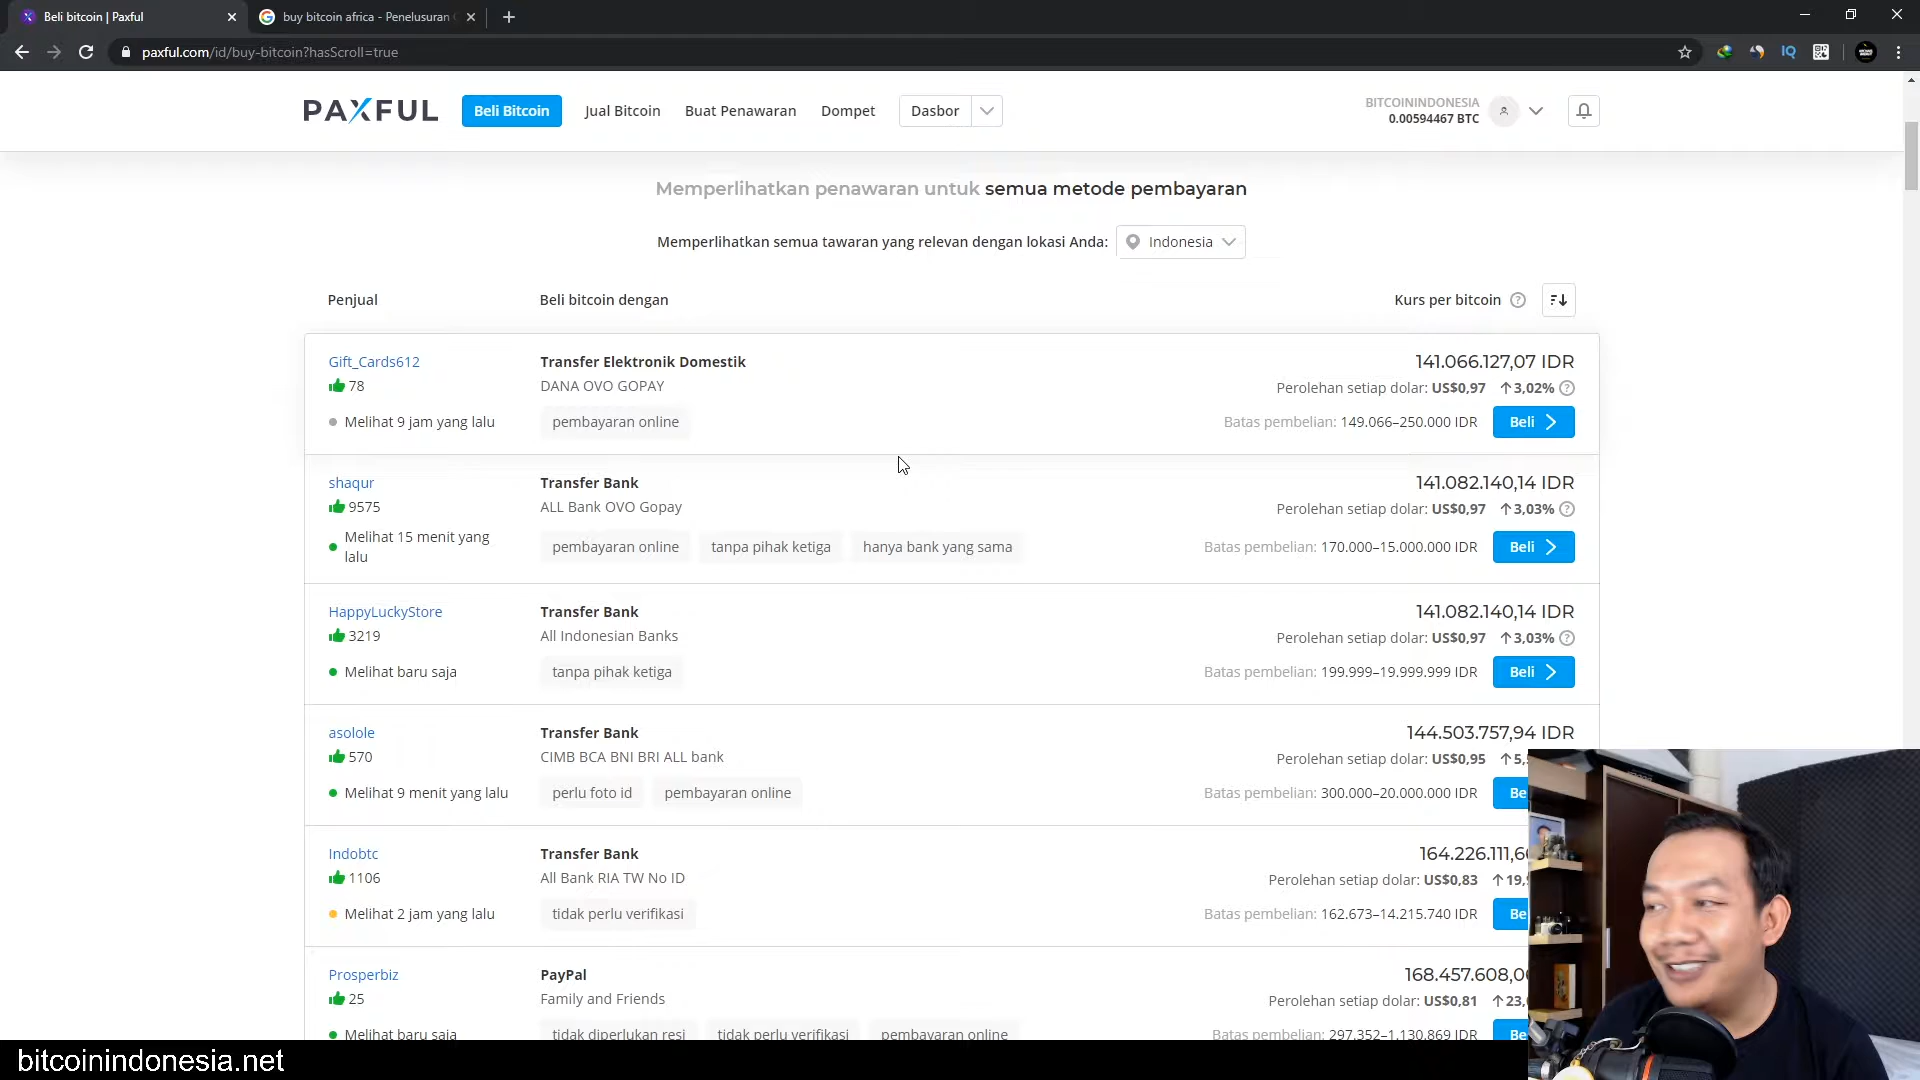 Beli bitcoin | Paxful
buy bitcoin africa - Penelusuran
paxful.com/id/buy-bitcoin?hasScroll=true
PAXFUL
Beli Bitcoin
Jual Bitcoin
Buat Penawaran
Dompet
Dasbor
BITCOININDONESIA
0.00594467 BTC
Memperlihatkan penawaran untuk semua metode pembayaran
Memperlihatkan semua tawaran yang relevan dengan lokasi Anda: Indonesia
Penjual Beli bitcoin dengan Kurs per bitcoin
Gift_Cards612 Transfer Elektronik Domestik 141.066.127,07 IDR
78 DANA OVO GOPAY Perolehan setiap dolar: US$0,97 ↑3,02%
Melihat 9 jam yang lalu pembayaran online Batas pembelian: 149.066–250.000 IDR Beli
shaqur Transfer Bank 141.082.140,14 IDR
9575 ALL Bank OVO Gopay Perolehan setiap dolar: US$0,97 ↑3,03%
Melihat 15 menit yang
lalu
pembayaran online tanpa pihak ketiga hanya bank yang sama Batas pembelian: 170.000–15.000.000 IDR Beli
HappyLuckyStore Transfer Bank 141.082.140,14 IDR
3219 All Indonesian Banks Perolehan setiap dolar: US$0,97 ↑3,03%
Melihat baru saja tanpa pihak ketiga Batas pembelian: 199.999–19.999.999 IDR Beli
asolole Transfer Bank 144.503.757,94 IDR
570 CIMB BCA BNI BRI ALL bank Perolehan setiap dolar: US$0,95 ↑5,
Melihat 9 menit yang lalu perlu foto id pembayaran online Batas pembelian: 300.000–20.000.000 IDR Be
Indobtc Transfer Bank 164.226.111,6
1106 All Bank RIA TW No ID Perolehan setiap dolar: US$0,83 ↑19,
Melihat 2 jam yang lalu tidak perlu verifikasi Batas pembelian: 162.673–14.215.740 IDR Be
Prosperbiz PayPal 168.457.608,0
25 Family and Friends Perolehan setiap dolar: US$0,81 ↑23,
Melihat baru saja tidak diperlukan resi tidak perlu verifikasi pembayaran online Batas pembelian: 297.352–1.130.869 IDR Be
bitcoinindonesia.net